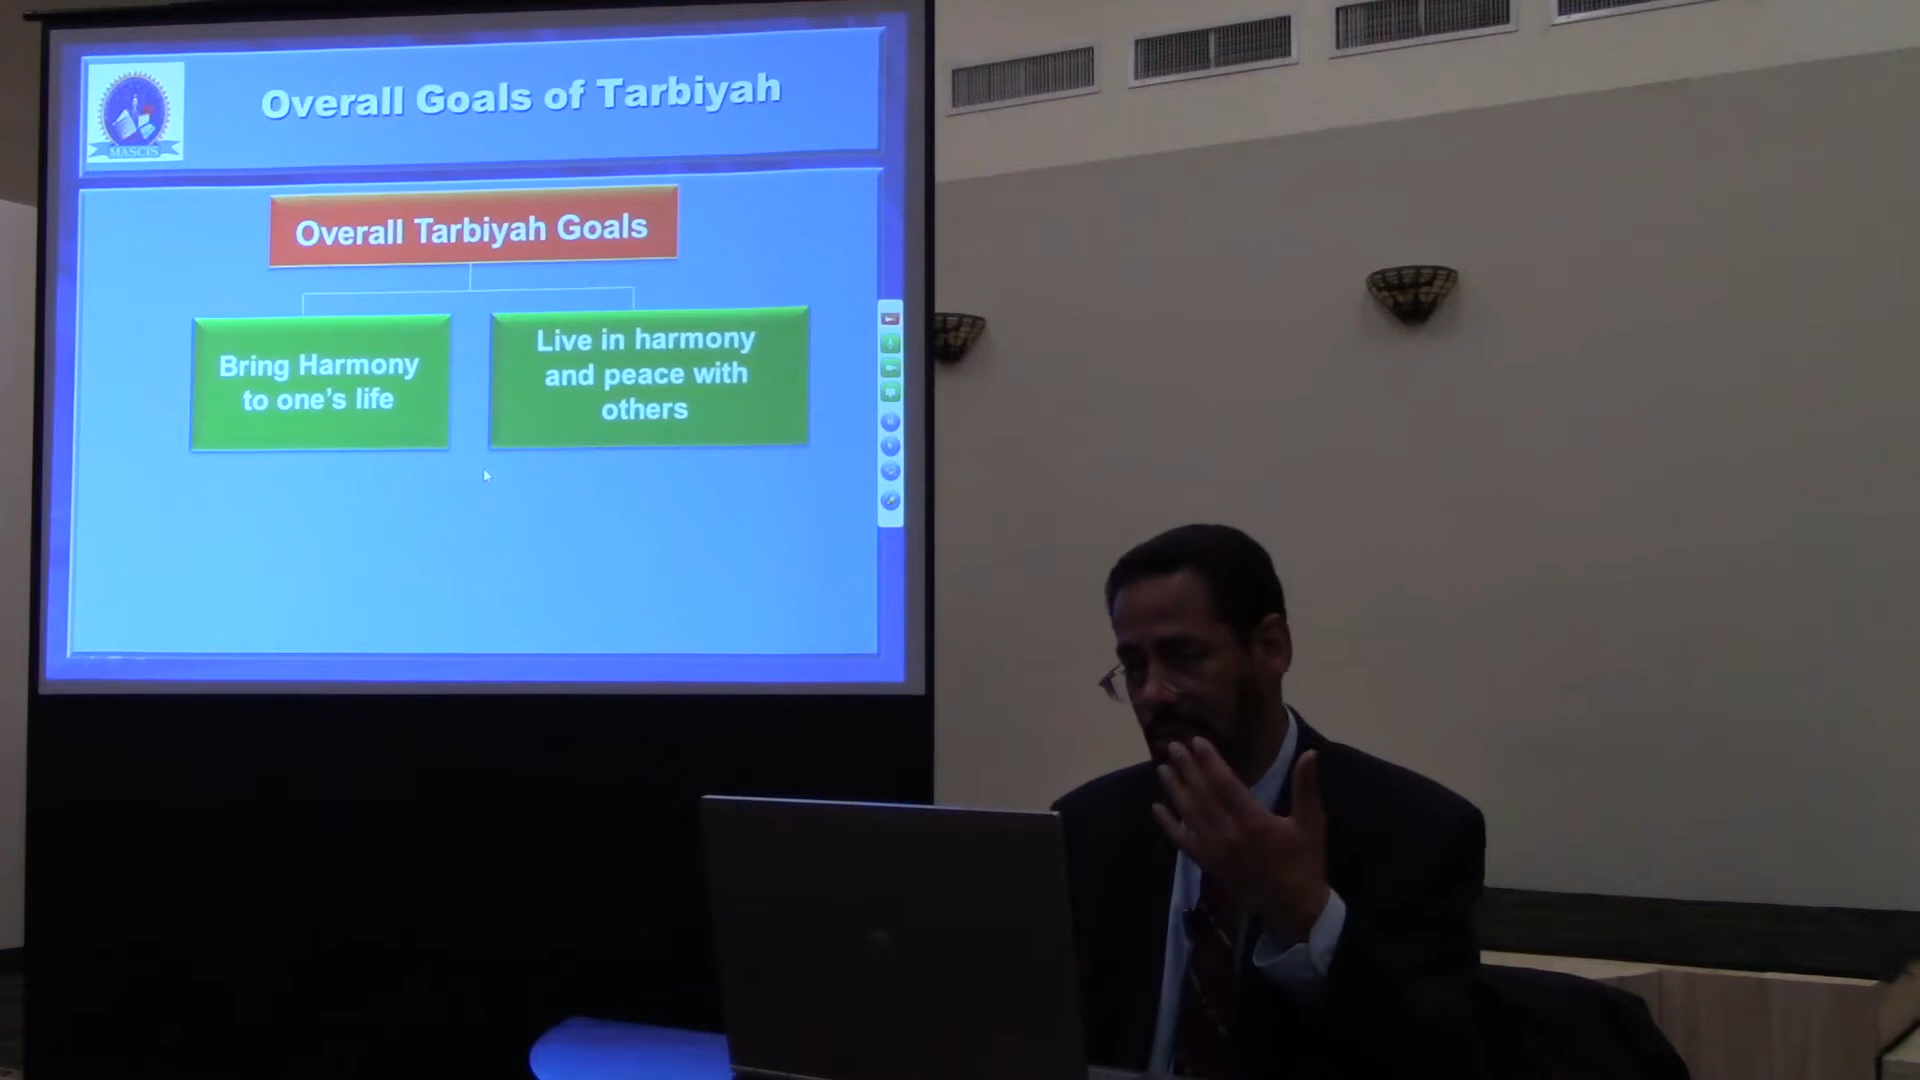 Overall Goals of Tarbiyah
MASCIS
Overall Tarbiyah Goals
Bring Harmony
to one’s life
Live in harmony
and peace with
others